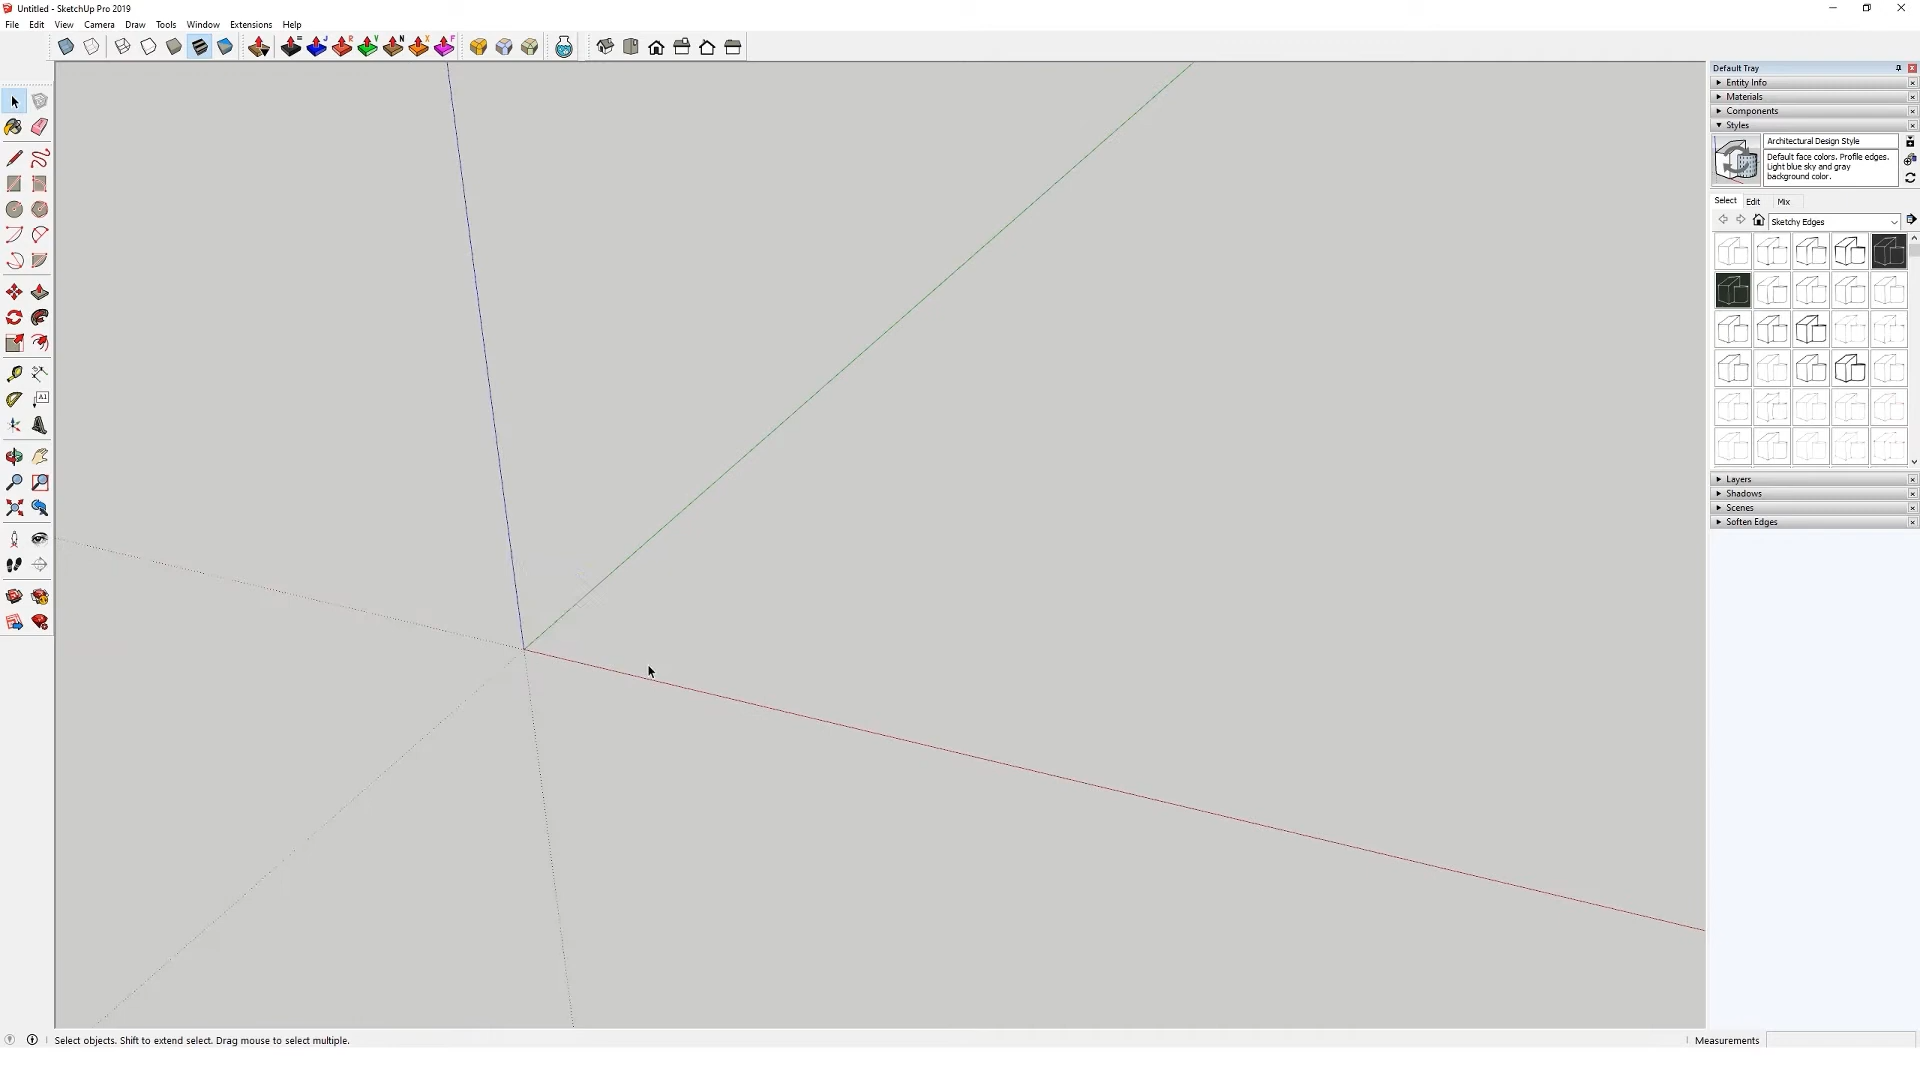 Untitled - SketchUp Pro 2019
File Edit View Camera Draw Tools Window Extensions Help
= J R V N X F
Default Tray
Entity Info
Materials
Components
Styles
Architectural Design Style
Default face colors. Profile edges.
Light blue sky and gray
background color.
Select Edit Mix
Sketchy Edges
A1
Layers
Shadows
Scenes
Soften Edges
Select objects. Shift to extend select. Drag mouse to select multiple.
Measurements